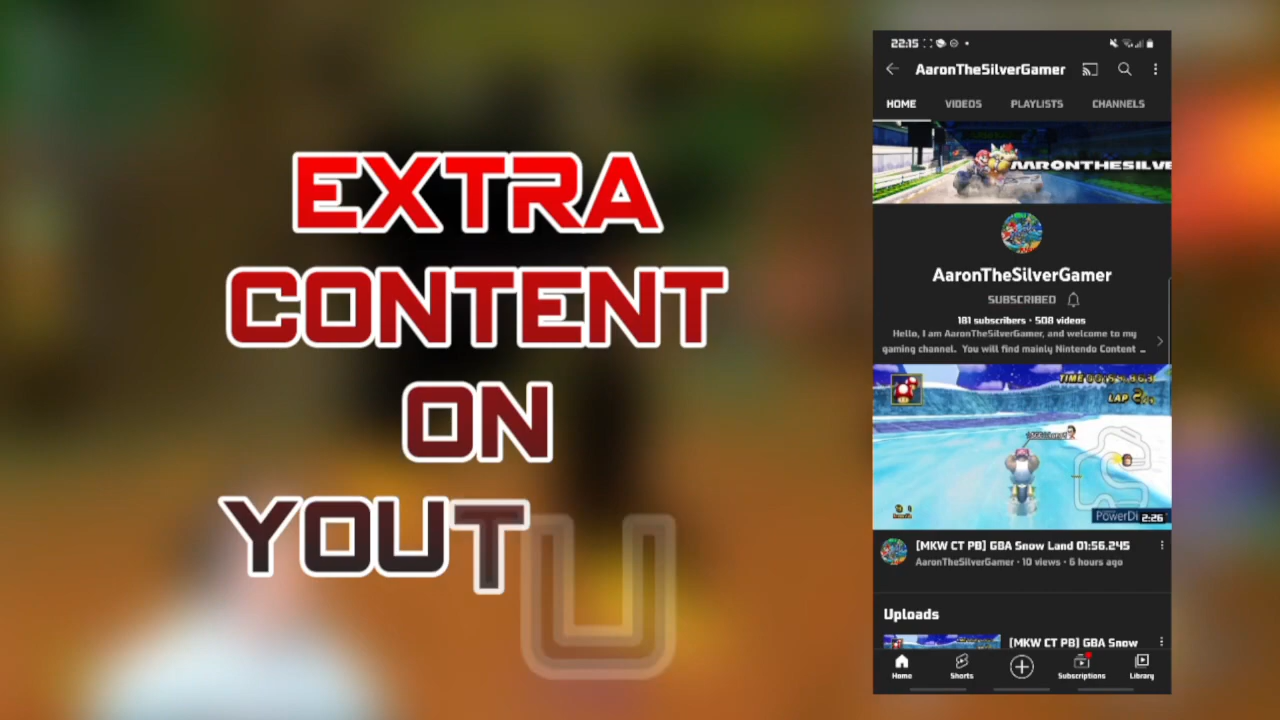 EXTRA
CONTENT
ON
YOUTU
22:15
AaronTheSilverGamer
HOME VIDEOS PLAYLISTS CHANNELS
AARONTHESILVE
AaronTheSilverGamer
SUBSCRIBED
181 subscribers • 508 videos
Hello, I am AaronTheSilverGamer, and welcome to my
gaming channel. You will find mainly Nintendo Content ...
TIME
LAP
PowerDi 2:26
[MKW CT PB] GBA Snow Land 01:56.245
AaronTheSilverGamer • 10 views • 6 hours ago
Uploads
[MKW CT PB] GBA Snow
Home Shorts Subscriptions Library